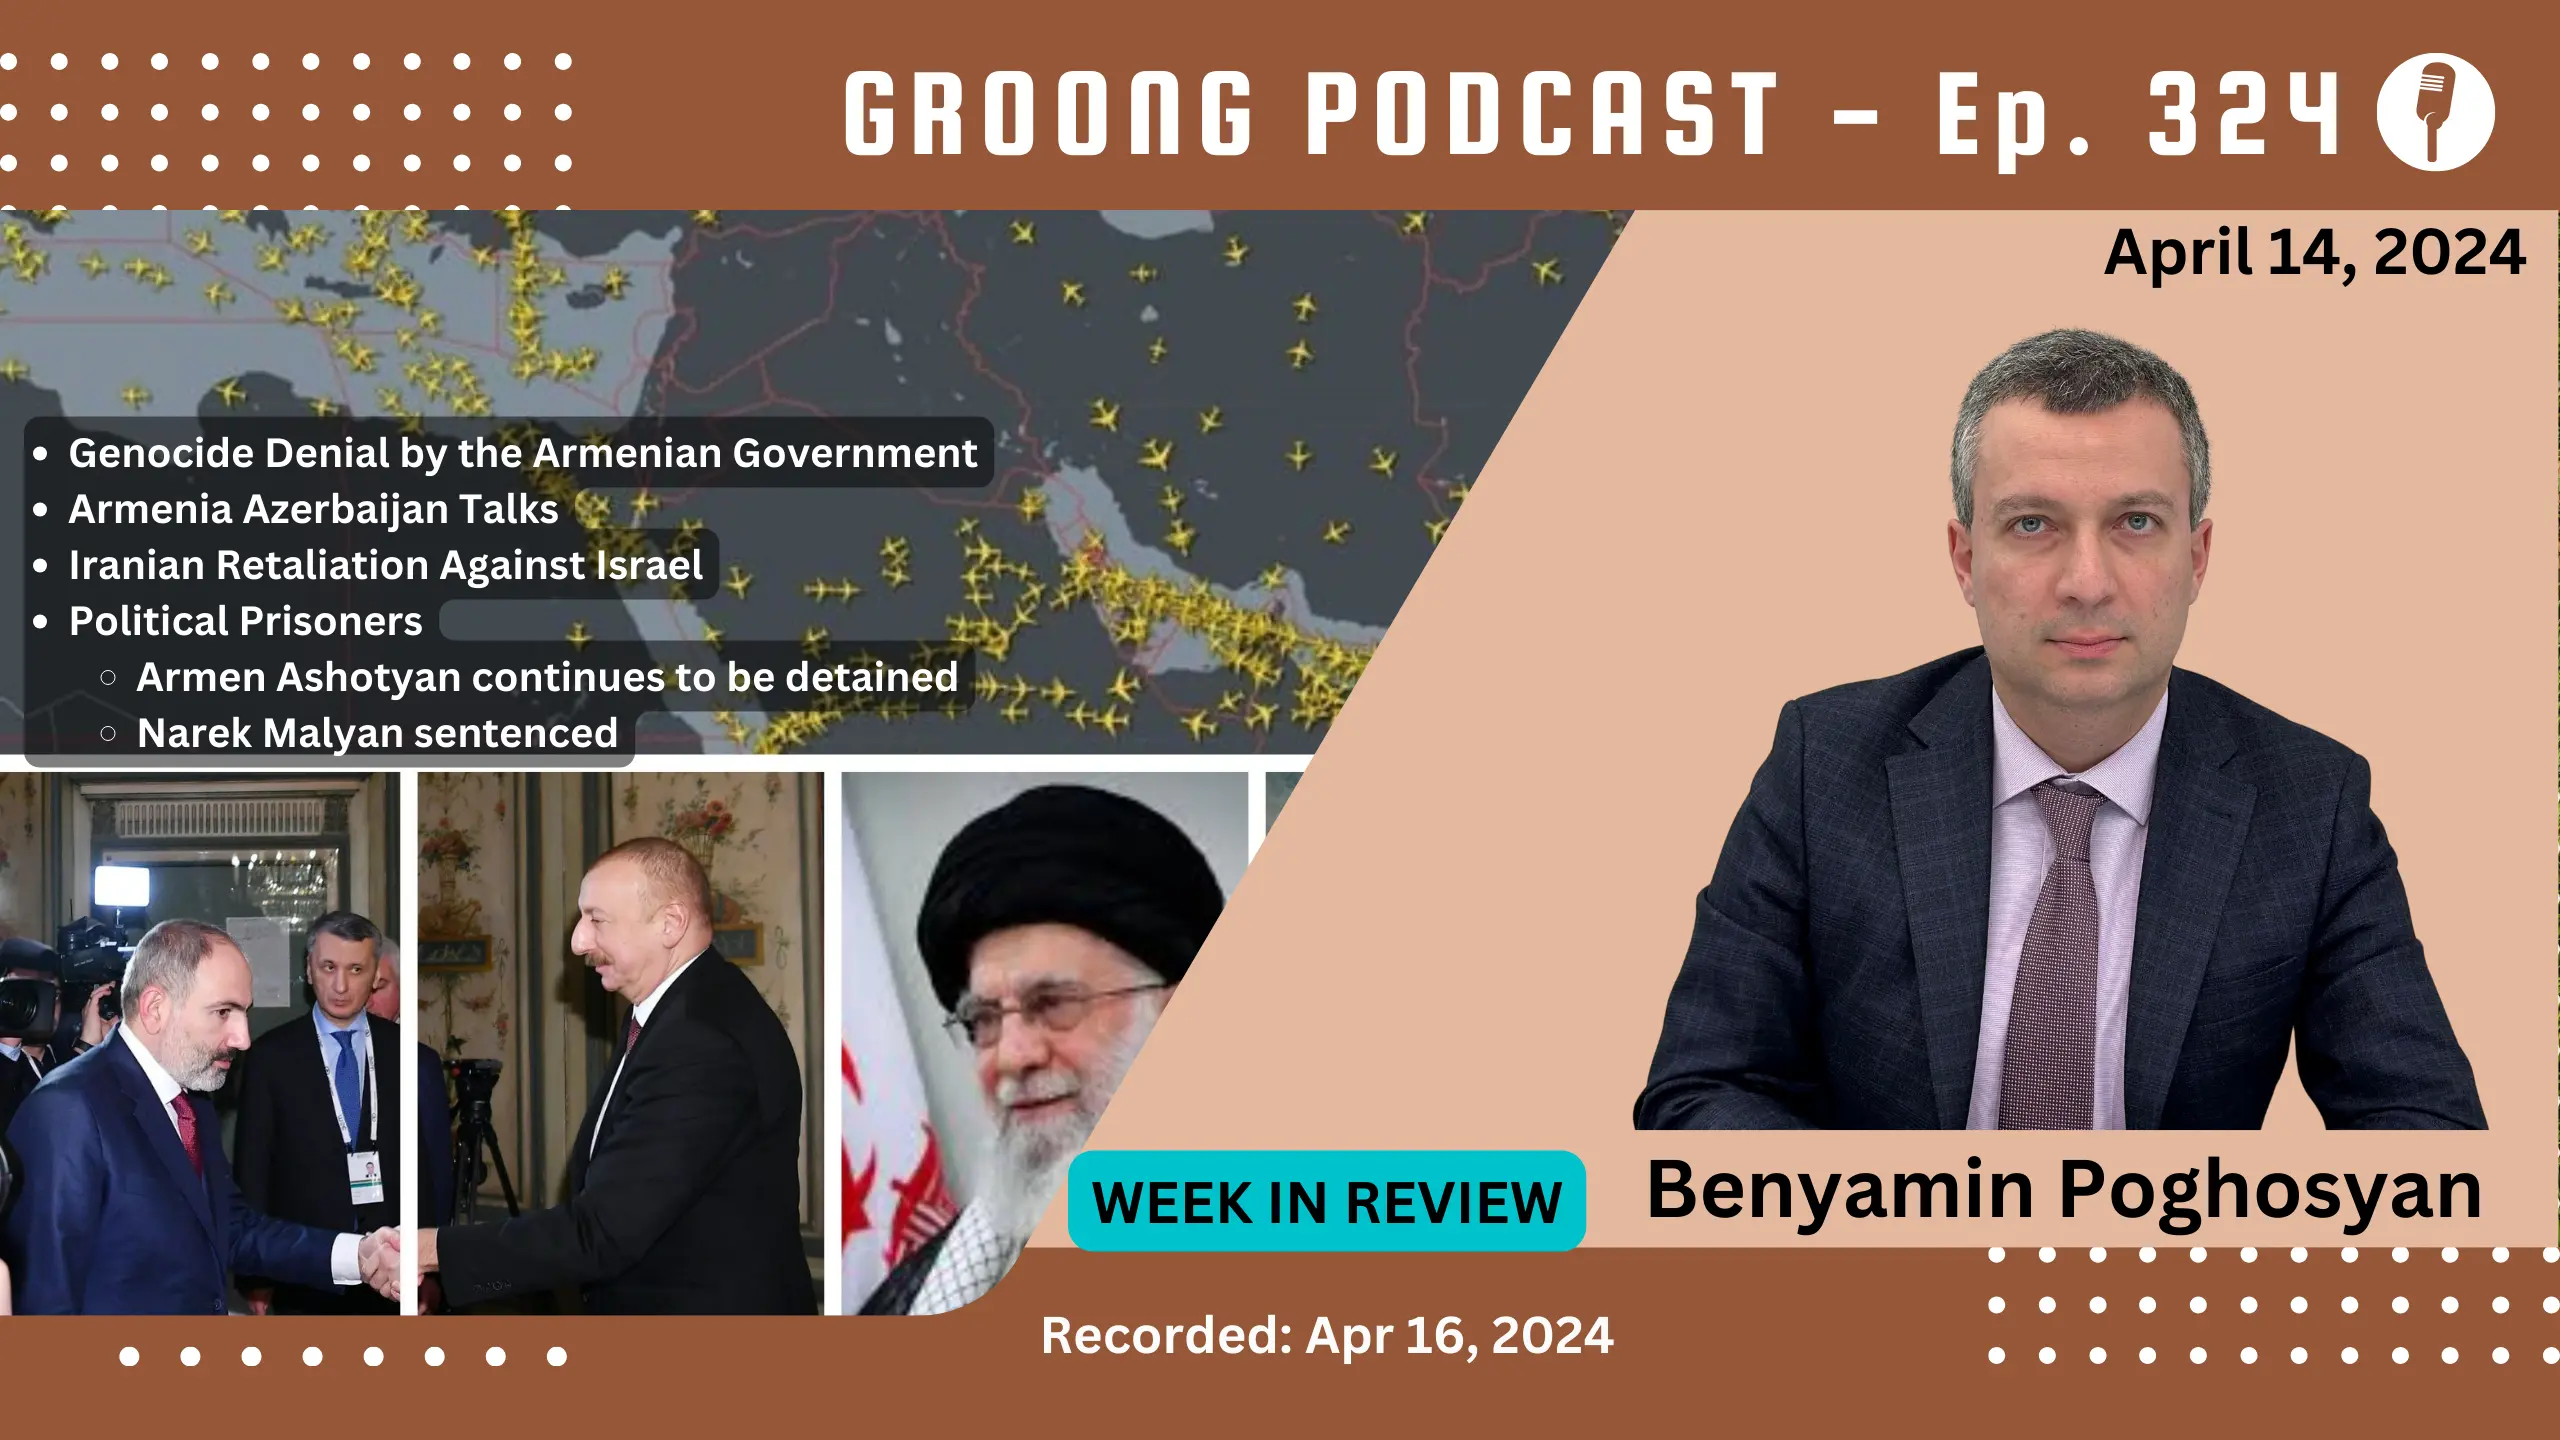 GROONG PODCAST - Ep. 324
April 14, 2024
Genocide Denial by the Armenian Government
Armenia Azerbaijan Talks
Iranian Retaliation Against Israel
Political Prisoners
Armen Ashotyan continues to be detained
Narek Malyan sentenced
WEEK IN REVIEW
Benyamin Poghosyan
Recorded: Apr 16, 2024